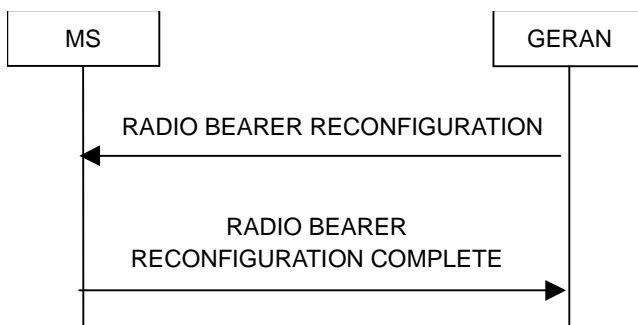 MS
GERAN
RADIO BEARER RECONFIGURATION
RADIO BEARER
RECONFIGURATION COMPLETE